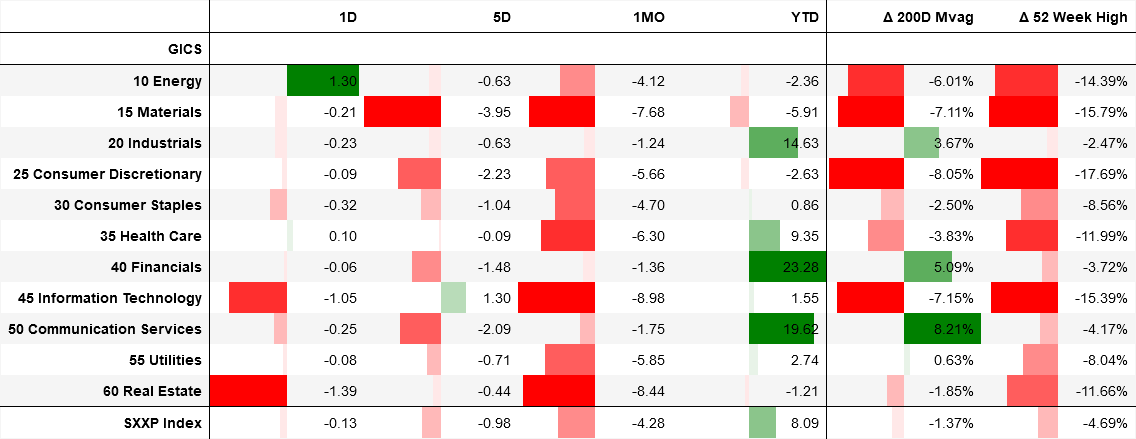 1D 5D 1MO YTD Δ 200D Mvag Δ 52 Week High
GICS
10 Energy 1.30 -0.63 -4.12 -2.36 -6.01% -14.39%
15 Materials -0.21 -3.95 -7.68 -5.91 -7.11% -15.79%
20 Industrials -0.23 -0.63 -1.24 14.63 3.67% -2.47%
25 Consumer Discretionary -0.09 -2.23 -5.66 -2.63 -8.05% -17.69%
30 Consumer Staples -0.32 -1.04 -4.70 0.86 -2.50% -8.56%
35 Health Care 0.10 -0.09 -6.30 9.35 -3.83% -11.99%
40 Financials -0.06 -1.48 -1.36 23.28 5.09% -3.72%
45 Information Technology -1.05 1.30 -8.98 1.55 -7.15% -15.39%
50 Communication Services -0.25 -2.09 -1.75 19.62 8.21% -4.17%
55 Utilities -0.08 -0.71 -5.85 2.74 0.63% -8.04%
60 Real Estate -1.39 -0.44 -8.44 -1.21 -1.85% -11.66%
SXXP Index -0.13 -0.98 -4.28 8.09 -1.37% -4.69%